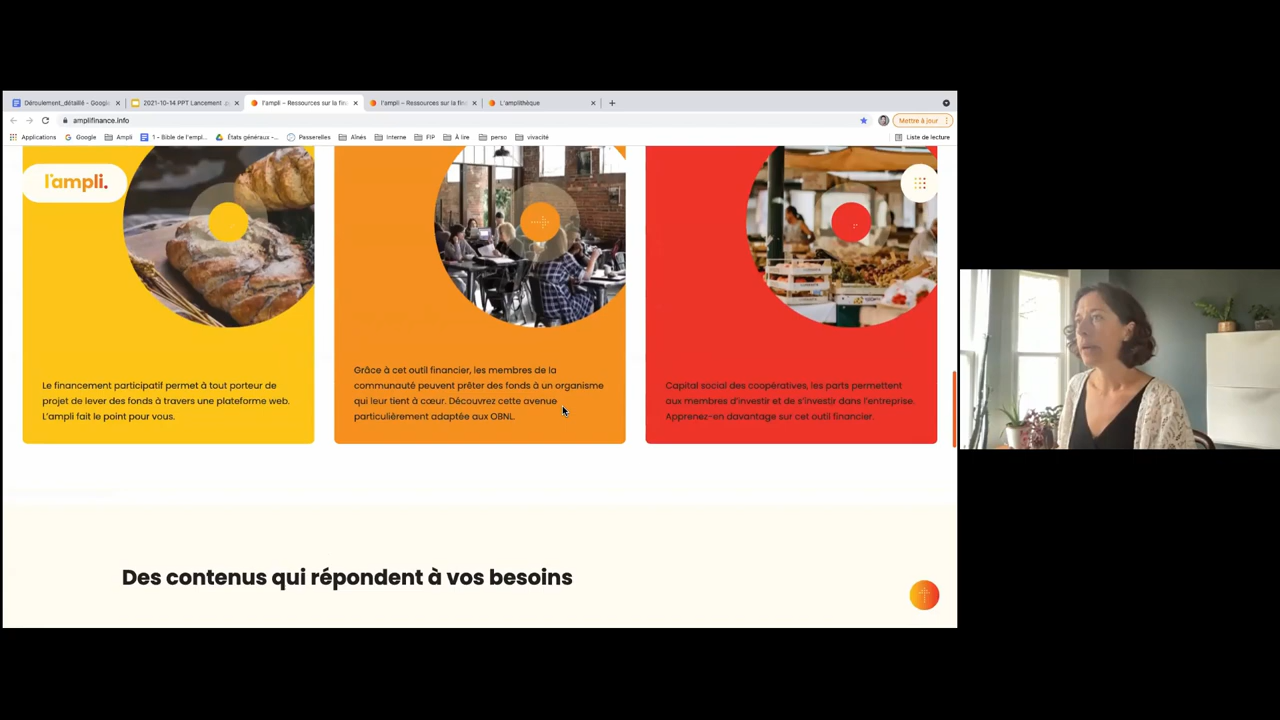 Déroulement_détaillé - Google
2021-10-14 PPT Lancement
l'ampli – Ressources sur la fin
l'ampli – Ressources sur la fin
L'amplithèque
amplifinance.info
Mettre à jour
Applications
Google
Ampli
1 - Bible de l'empl...
États généraux -...
Passerelles
Aînés
Interne
FIP
À lire
perso
vivacité
Liste de lecture
l'ampli.
Le financement participatif permet à tout porteur de
projet de lever des fonds à travers une plateforme web.
L'ampli fait le point pour vous.
Grâce à cet outil financier, les membres de la
communauté peuvent prêter des fonds à un organisme
qui leur tient à cœur. Découvrez cette avenue
particulièrement adaptée aux OBNL.
Capital social des coopératives, les parts permettent
aux membres d'investir et de s'investir dans l'entreprise.
Apprenez-en davantage sur cet outil financier.
Des contenus qui répondent à vos besoins